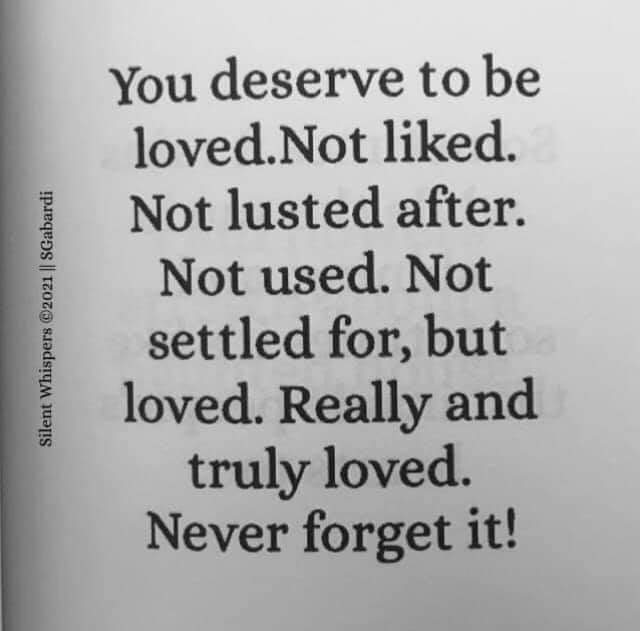 You deserve to be
loved.Not liked.
Not lusted after.
Not used. Not
settled for, but
loved. Really and
truly loved.
Never forget it!
Silent Whispers ©2021 || SGabardi